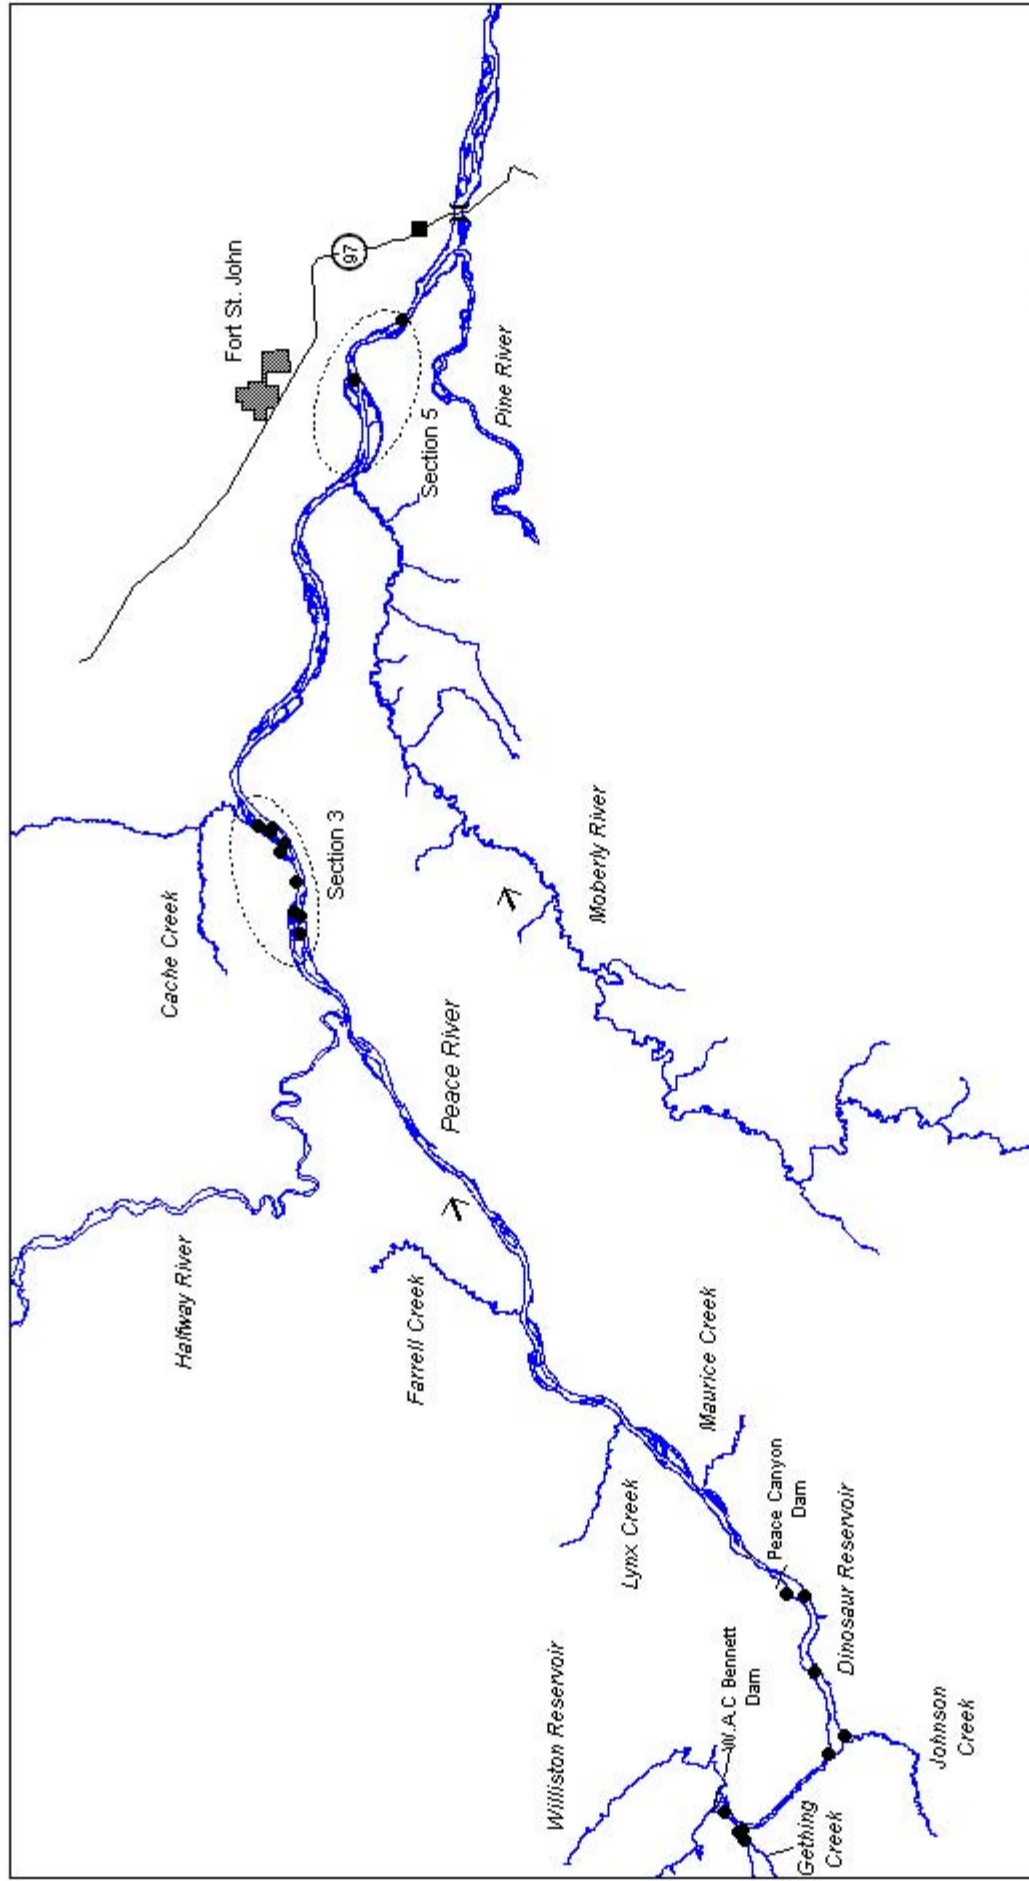 Cache Creek
Halfway River
Fort St. John
Section 3
97
Farrell Creek
Section 5
Peace River
Pine River
Williston Reservoir
Moberly River
Lynx Creek
Maurice Creek
W.A.C Bennett
Dam
Peace Canyon
Dam
Gething
Creek
Dinosaur Reservoir
Johnson
Creek